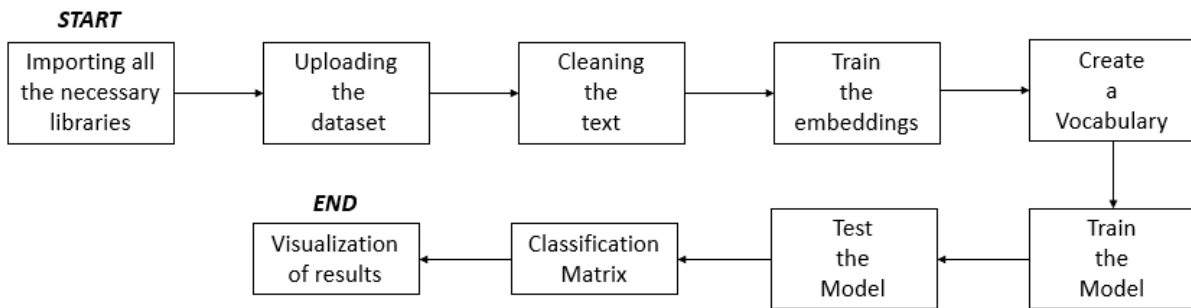 START
Importing all
the necessary
libraries
Uploading
the
dataset
Cleaning
the
text
Train
the
embeddings
Create
a
Vocabulary
END
Visualization
of results
Classification
Matrix
Test
the
Model
Train
the
Model